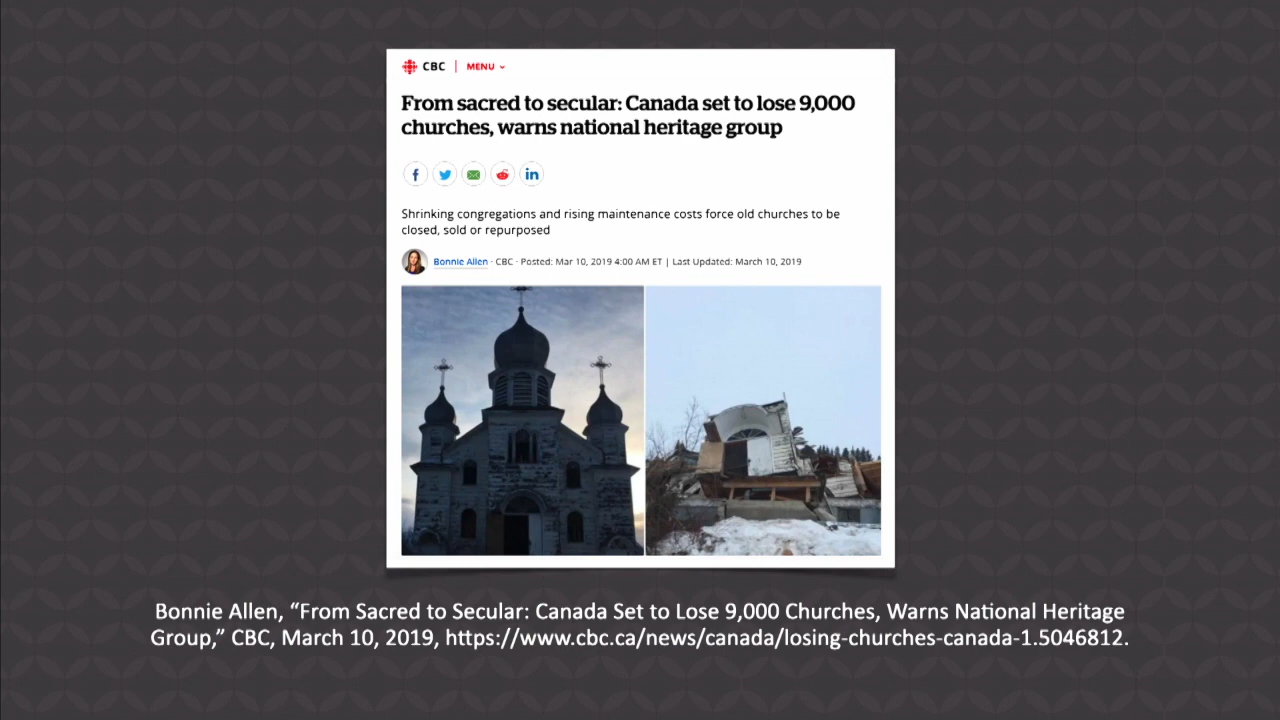 CBC | MENU
From sacred to secular: Canada set to lose 9,000
churches, warns national heritage group
Shrinking congregations and rising maintenance costs force old churches to be
closed, sold or repurposed
Bonnie Allen · CBC · Posted: Mar 10, 2019 4:00 AM ET | Last Updated: March 10, 2019
Bonnie Allen, “From Sacred to Secular: Canada Set to Lose 9,000 Churches, Warns National Heritage
Group,” CBC, March 10, 2019, https://www.cbc.ca/news/canada/losing-churches-canada-1.5046812.